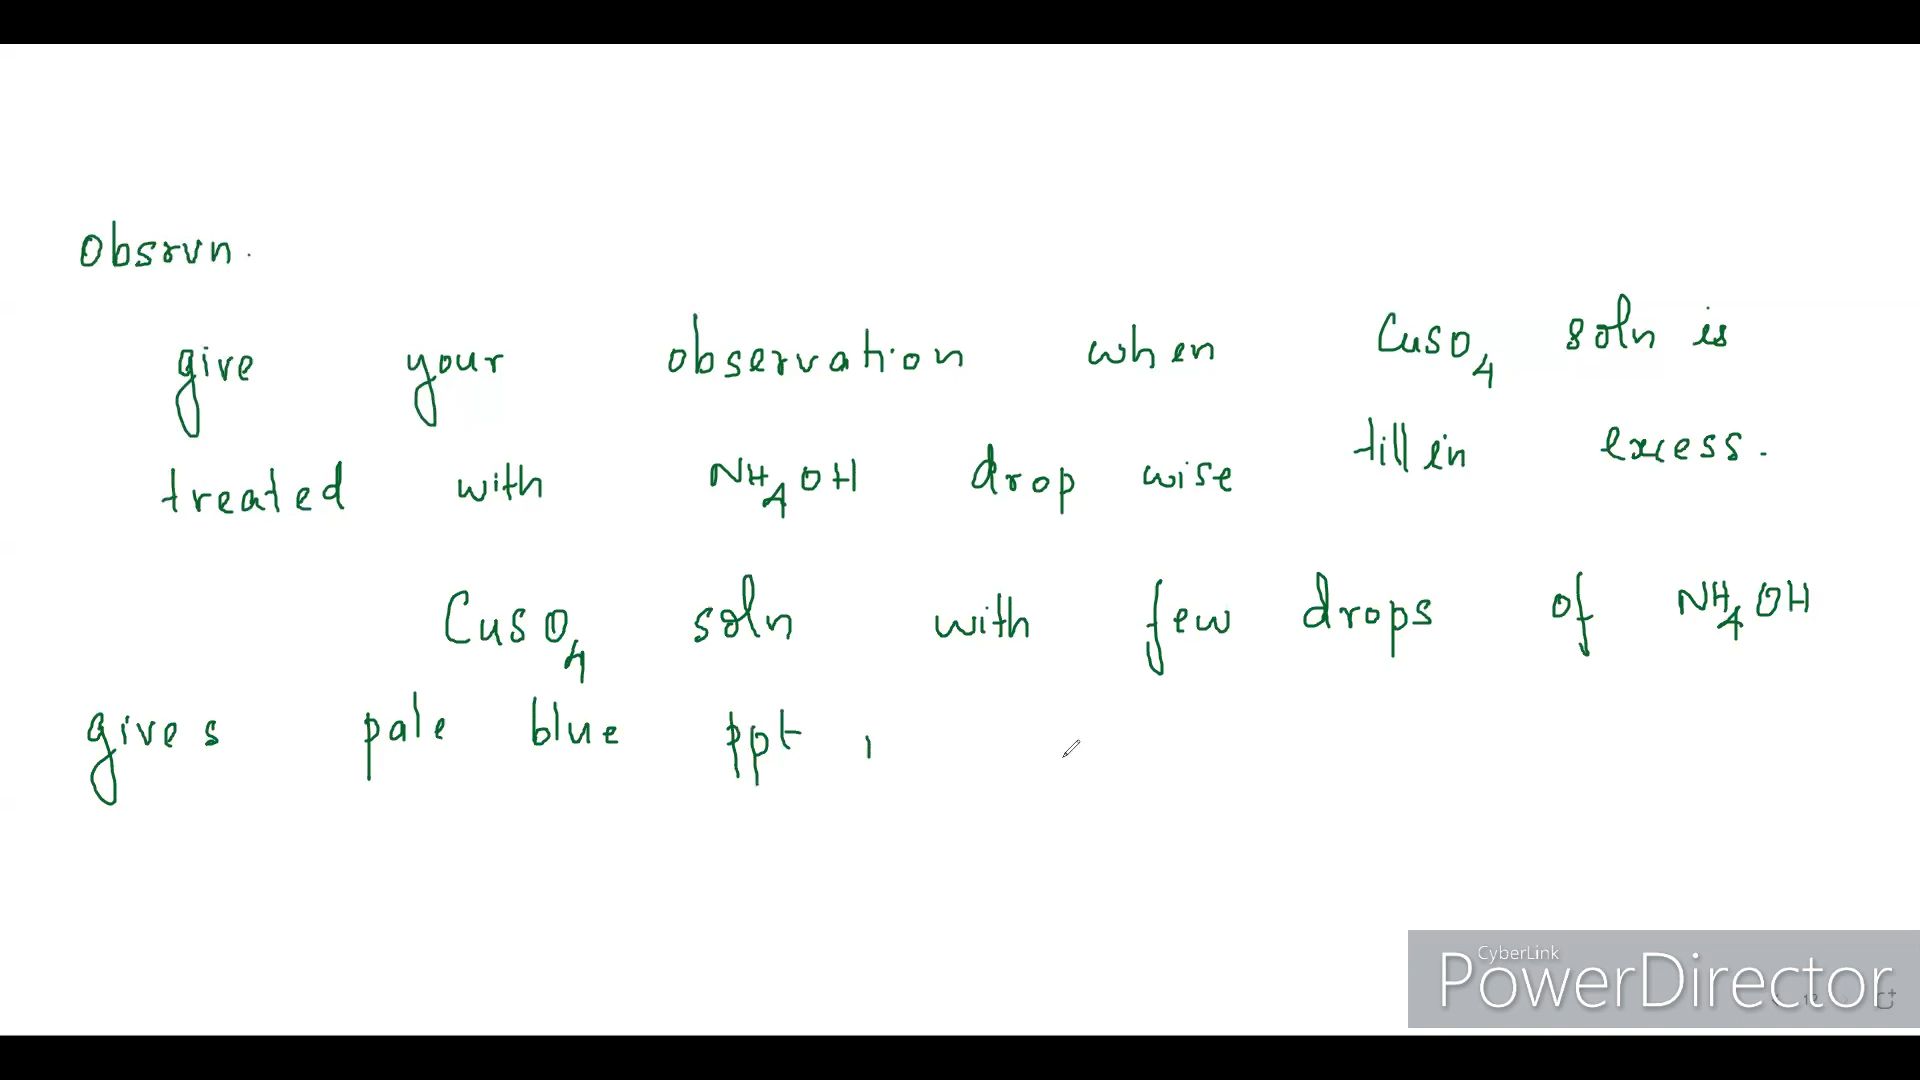 Obsrvn.
give your observation when CuSO4 soln is
treated with NH4OH drop wise till in excess.
CuSO4 soln with few drops of NH4OH
gives pale blue ppt ,
CyberLink
PowerDirector